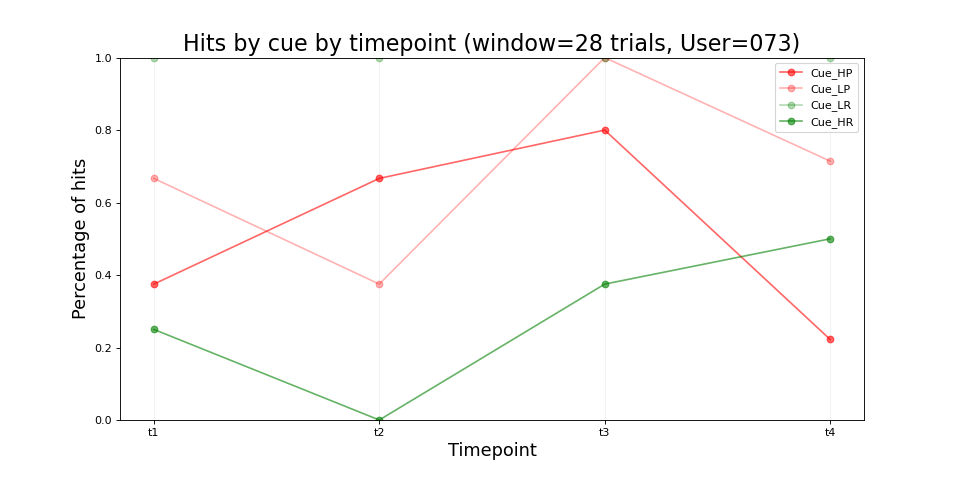 Hits by cue by timepoint (window=28 trials, User=073)
Cue_HP
Cue_LP
Cue_LR
Cue_HR
Percentage of hits
1.0
0.8
0.6
0.4
0.2
0.0
t1 t2 t3 t4
Timepoint